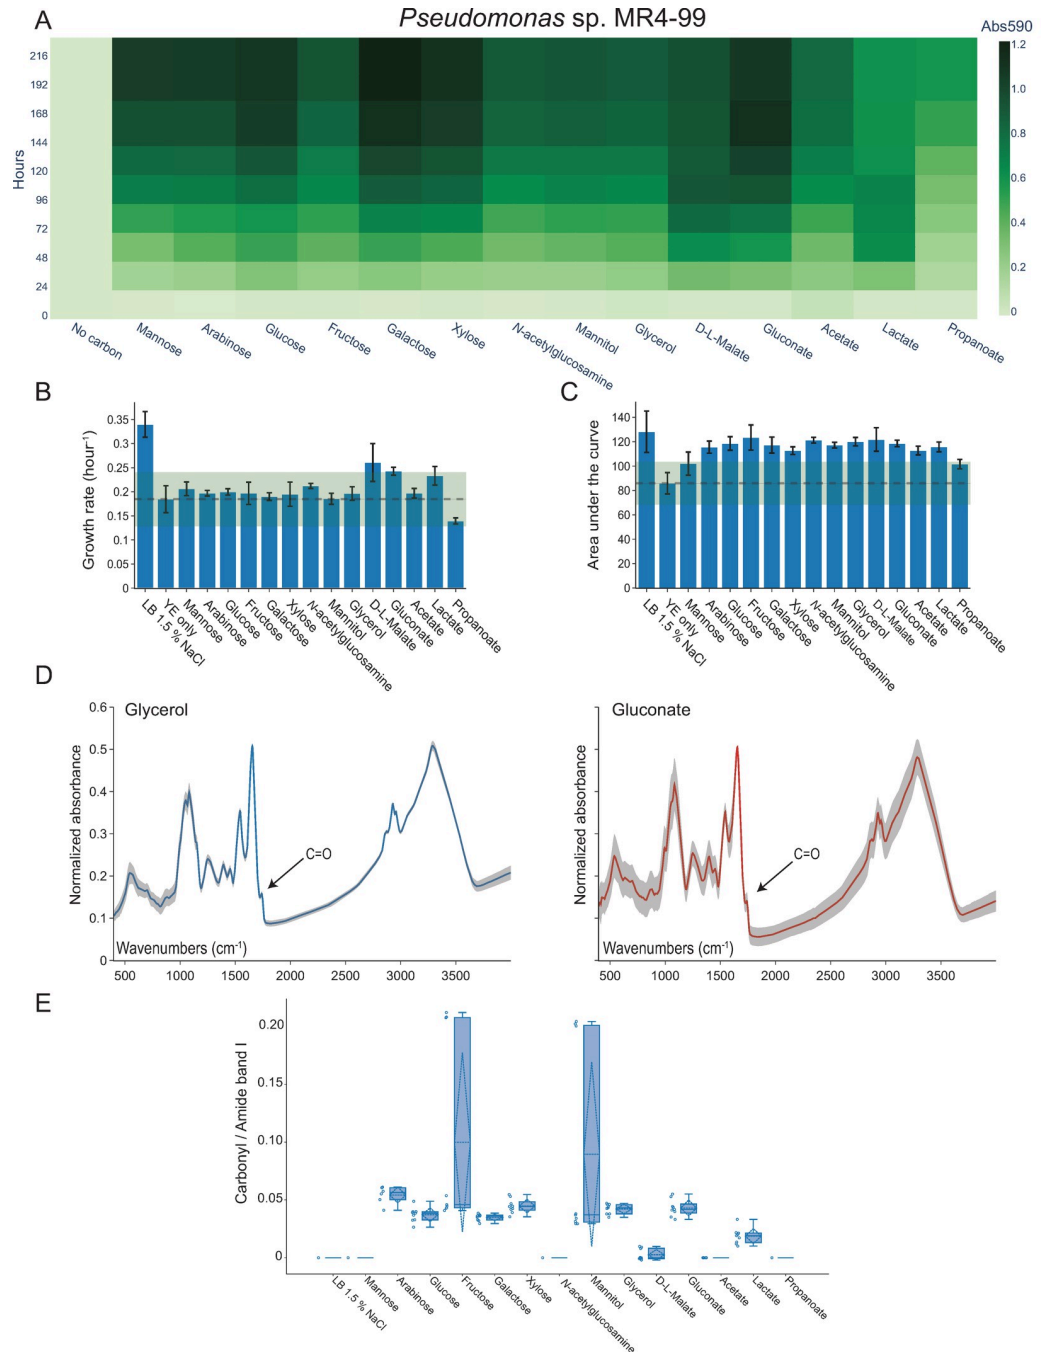 A
Pseudomonas sp. MR4-99
Abs590
Hours
216
192
168
144
120
96
72
48
24
0
1.2
1.0
0.8
0.6
0.4
0.2
0
No carbon
Mannose
Arabinose
Glucose
Fructose
Galactose
Xylose
N-acetylglucosamine
Mannitol
Glycerol
D-L-Malate
Gluconate
Acetate
Lactate
Propanoate
B
Growth rate (hour⁻¹)
0.35
0.3
0.25
0.2
0.15
0.1
0.05
0
LB 1.5 % NaCl
YE only
Mannose
Arabinose
Glucose
Fructose
Galactose
Xylose
N-acetylglucosamine
Mannitol
Glycerol
D-L-Malate
Gluconate
Acetate
Lactate
Propanoate
C
Area under the curve
140
120
100
80
60
40
20
0
LB 1.5 % NaCl
YE only
Mannose
Arabinose
Glucose
Fructose
Galactose
Xylose
N-acetylglucosamine
Mannitol
Glycerol
D-L-Malate
Gluconate
Acetate
Lactate
Propanoate
D
Normalized absorbance
0.6
0.5
0.4
0.3
0.2
0.1
0
Glycerol
C=O
Wavenumbers (cm⁻¹)
500 1000 1500 2000 2500 3000 3500
Normalized absorbance
Gluconate
C=O
Wavenumbers (cm⁻¹)
500 1000 1500 2000 2500 3000 3500
E
Carbonyl / Amide band I
0.20
0.15
0.10
0.05
0
LB 1.5 % NaCl
Mannose
Arabinose
Glucose
Fructose
Galactose
Xylose
N-acetylglucosamine
Mannitol
Glycerol
D-L-Malate
Gluconate
Acetate
Lactate
Propanoate